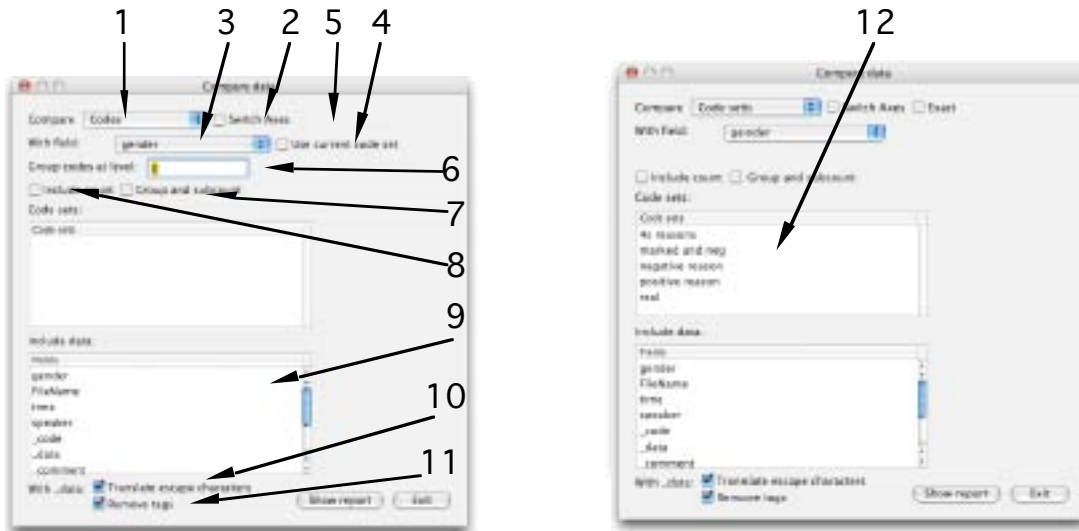 1 3 2 5 4
12
Compare data
Compare Codes Switch Axes
With field: gender Use current code set
Group codes at level:
6
Include count Group and subcount
7
Code sets:
Code sets
8
9
Include data:
Fields
gender
FileName
time
speaker
_code
_data
_comment
10
11
With _data: Translate escape characters
Remove tags
Show report Exit
Compare data
Compare Code sets Switch Axes Exact
With field: gender
Include count Group and subcount
Code sets:
Code sets
4s reasons
marked and neg
negative reason
positive reason
real
Include data:
Fields
gender
FileName
time
speaker
_code
_data
_comment
With _data: Translate escape characters
Remove tags
Show report Exit